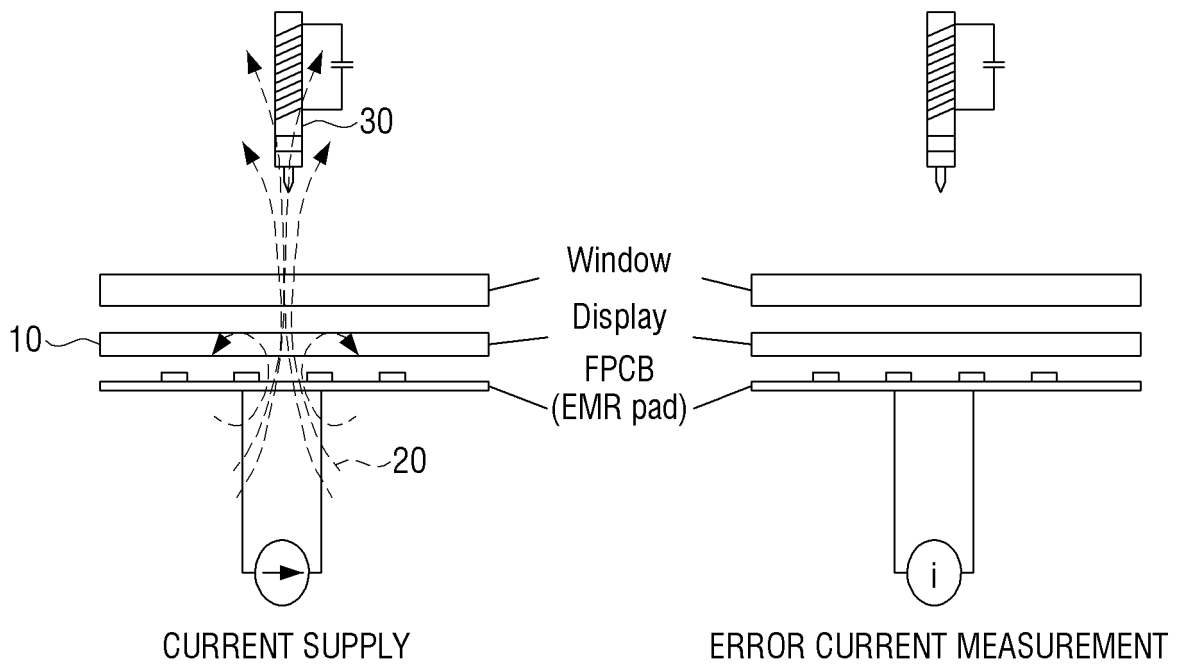 30
Window
10
Display
FPCB
(EMR pad)
20
i
CURRENT SUPPLY
ERROR CURRENT MEASUREMENT